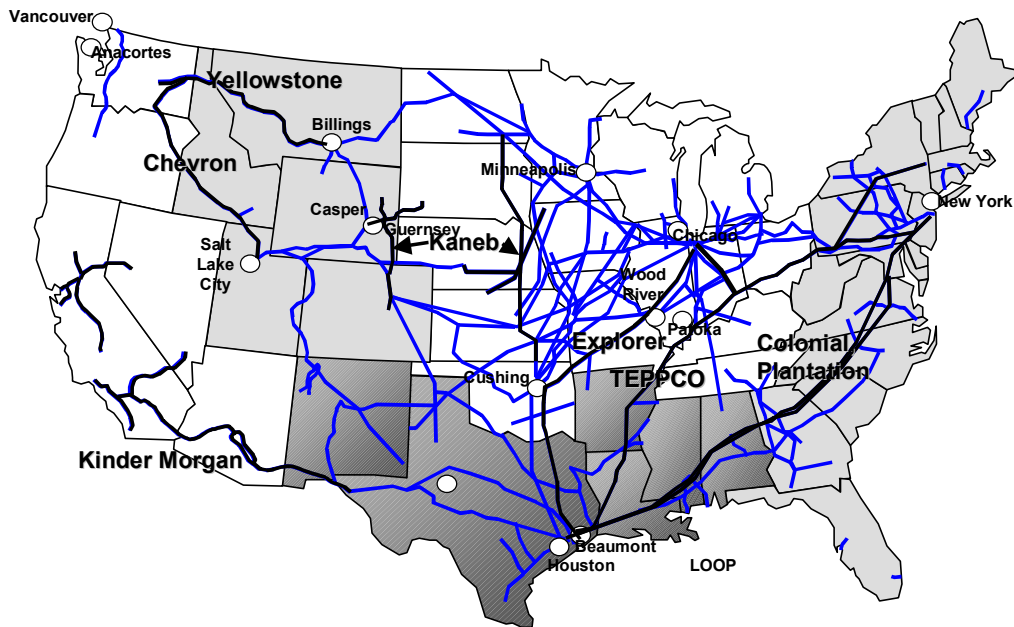 Vancouver
Anacortes
Yellowstone
Billings
Chevron
Minneapolis
Casper
New York
Guernsey
Kaneb
Chicago
Salt
Lake
City
Wood
River
Patoka
Explorer
Colonial
Plantation
TEPPCO
Cushing
Kinder Morgan
Beaumont
Houston
LOOP